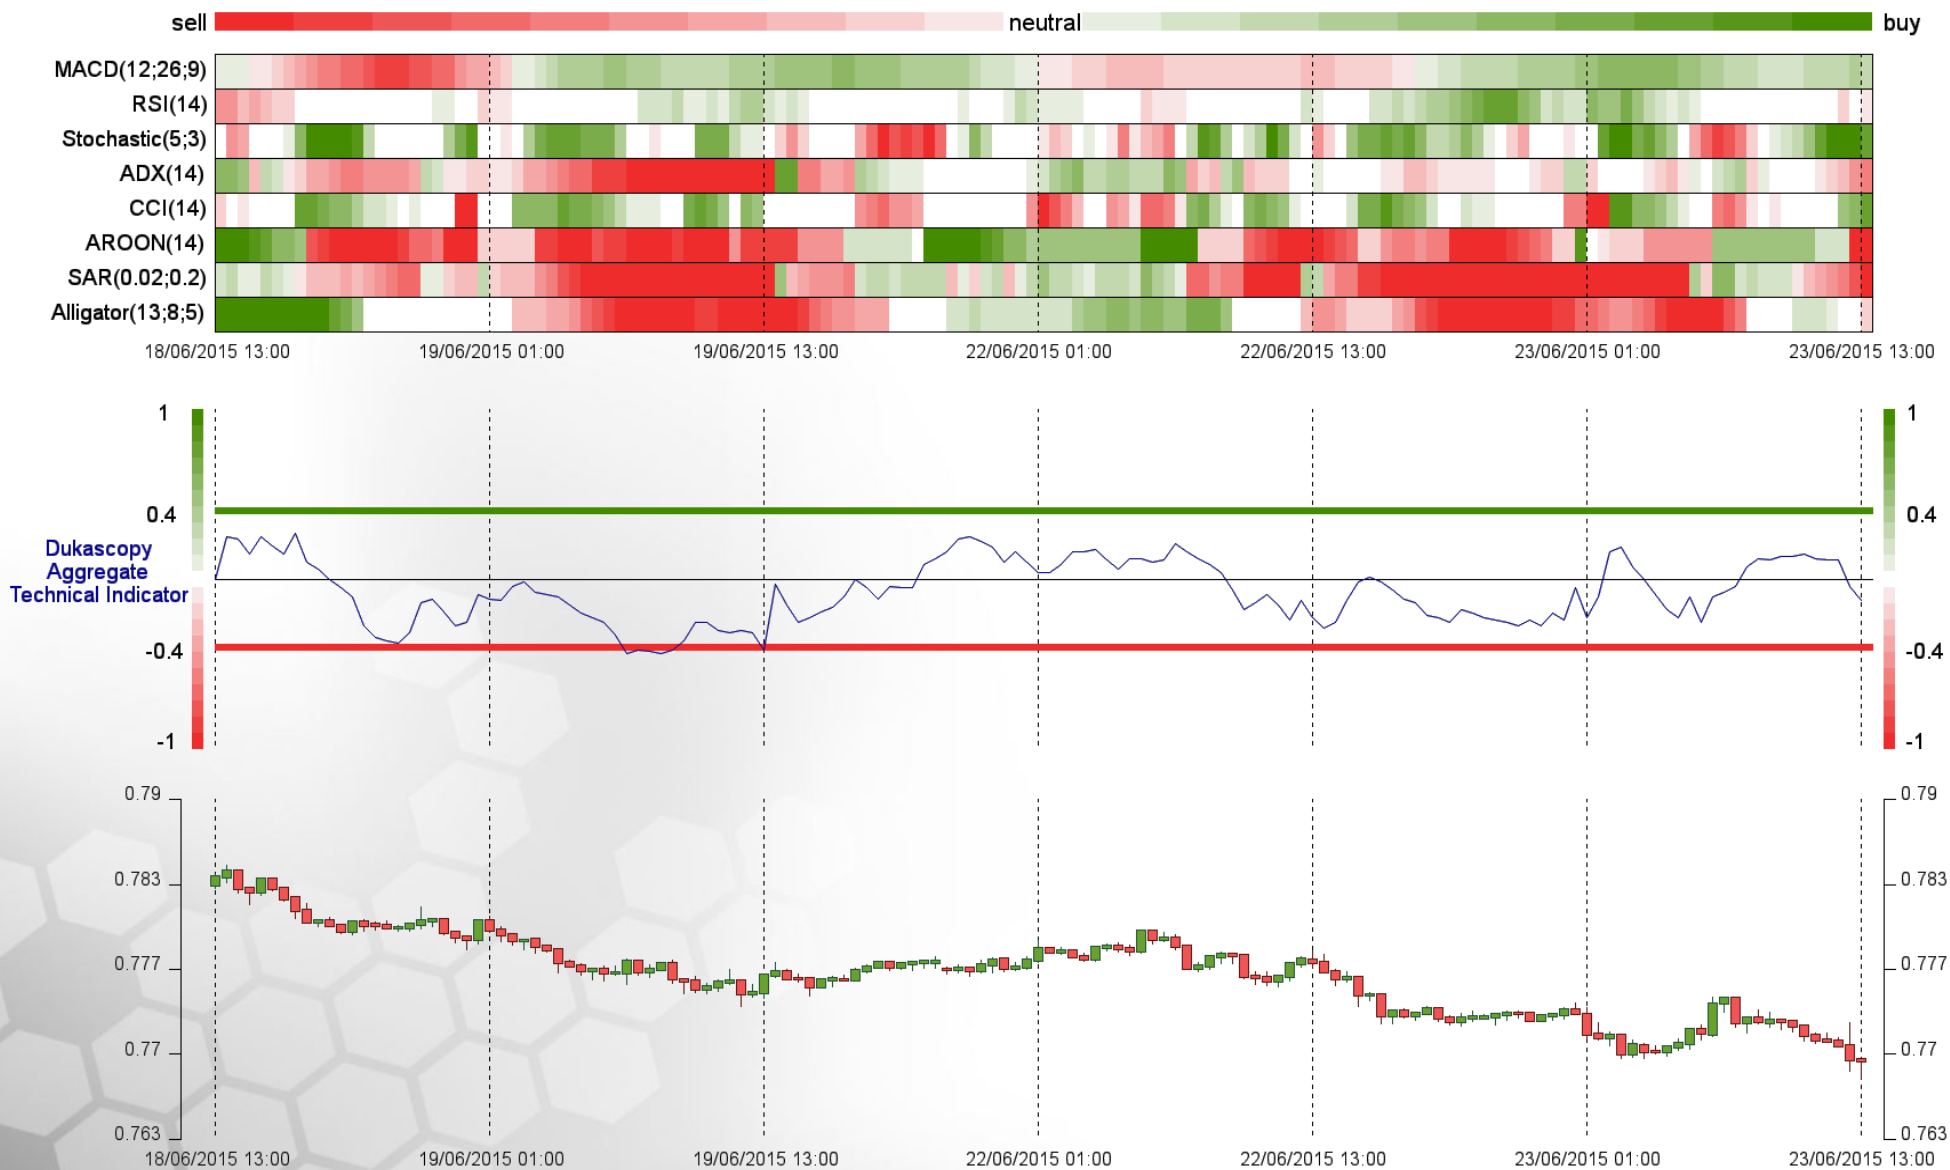 sell neutral buy
MACD(12;26;9)
RSI(14)
Stochastic(5;3)
ADX(14)
CCI(14)
AROON(14)
SAR(0.02;0.2)
Alligator(13;8;5)
18/06/2015 13:00 19/06/2015 01:00 19/06/2015 13:00 22/06/2015 01:00 22/06/2015 13:00 23/06/2015 01:00 23/06/2015 13:00
1 1
0.4 0.4
Dukascopy
Aggregate
Technical Indicator
-0.4 -0.4
-1 -1
0.79 0.79
0.783 0.783
0.777 0.777
0.77 0.77
0.763 0.763
18/06/2015 13:00 19/06/2015 01:00 19/06/2015 13:00 22/06/2015 01:00 22/06/2015 13:00 23/06/2015 01:00 23/06/2015 13:00